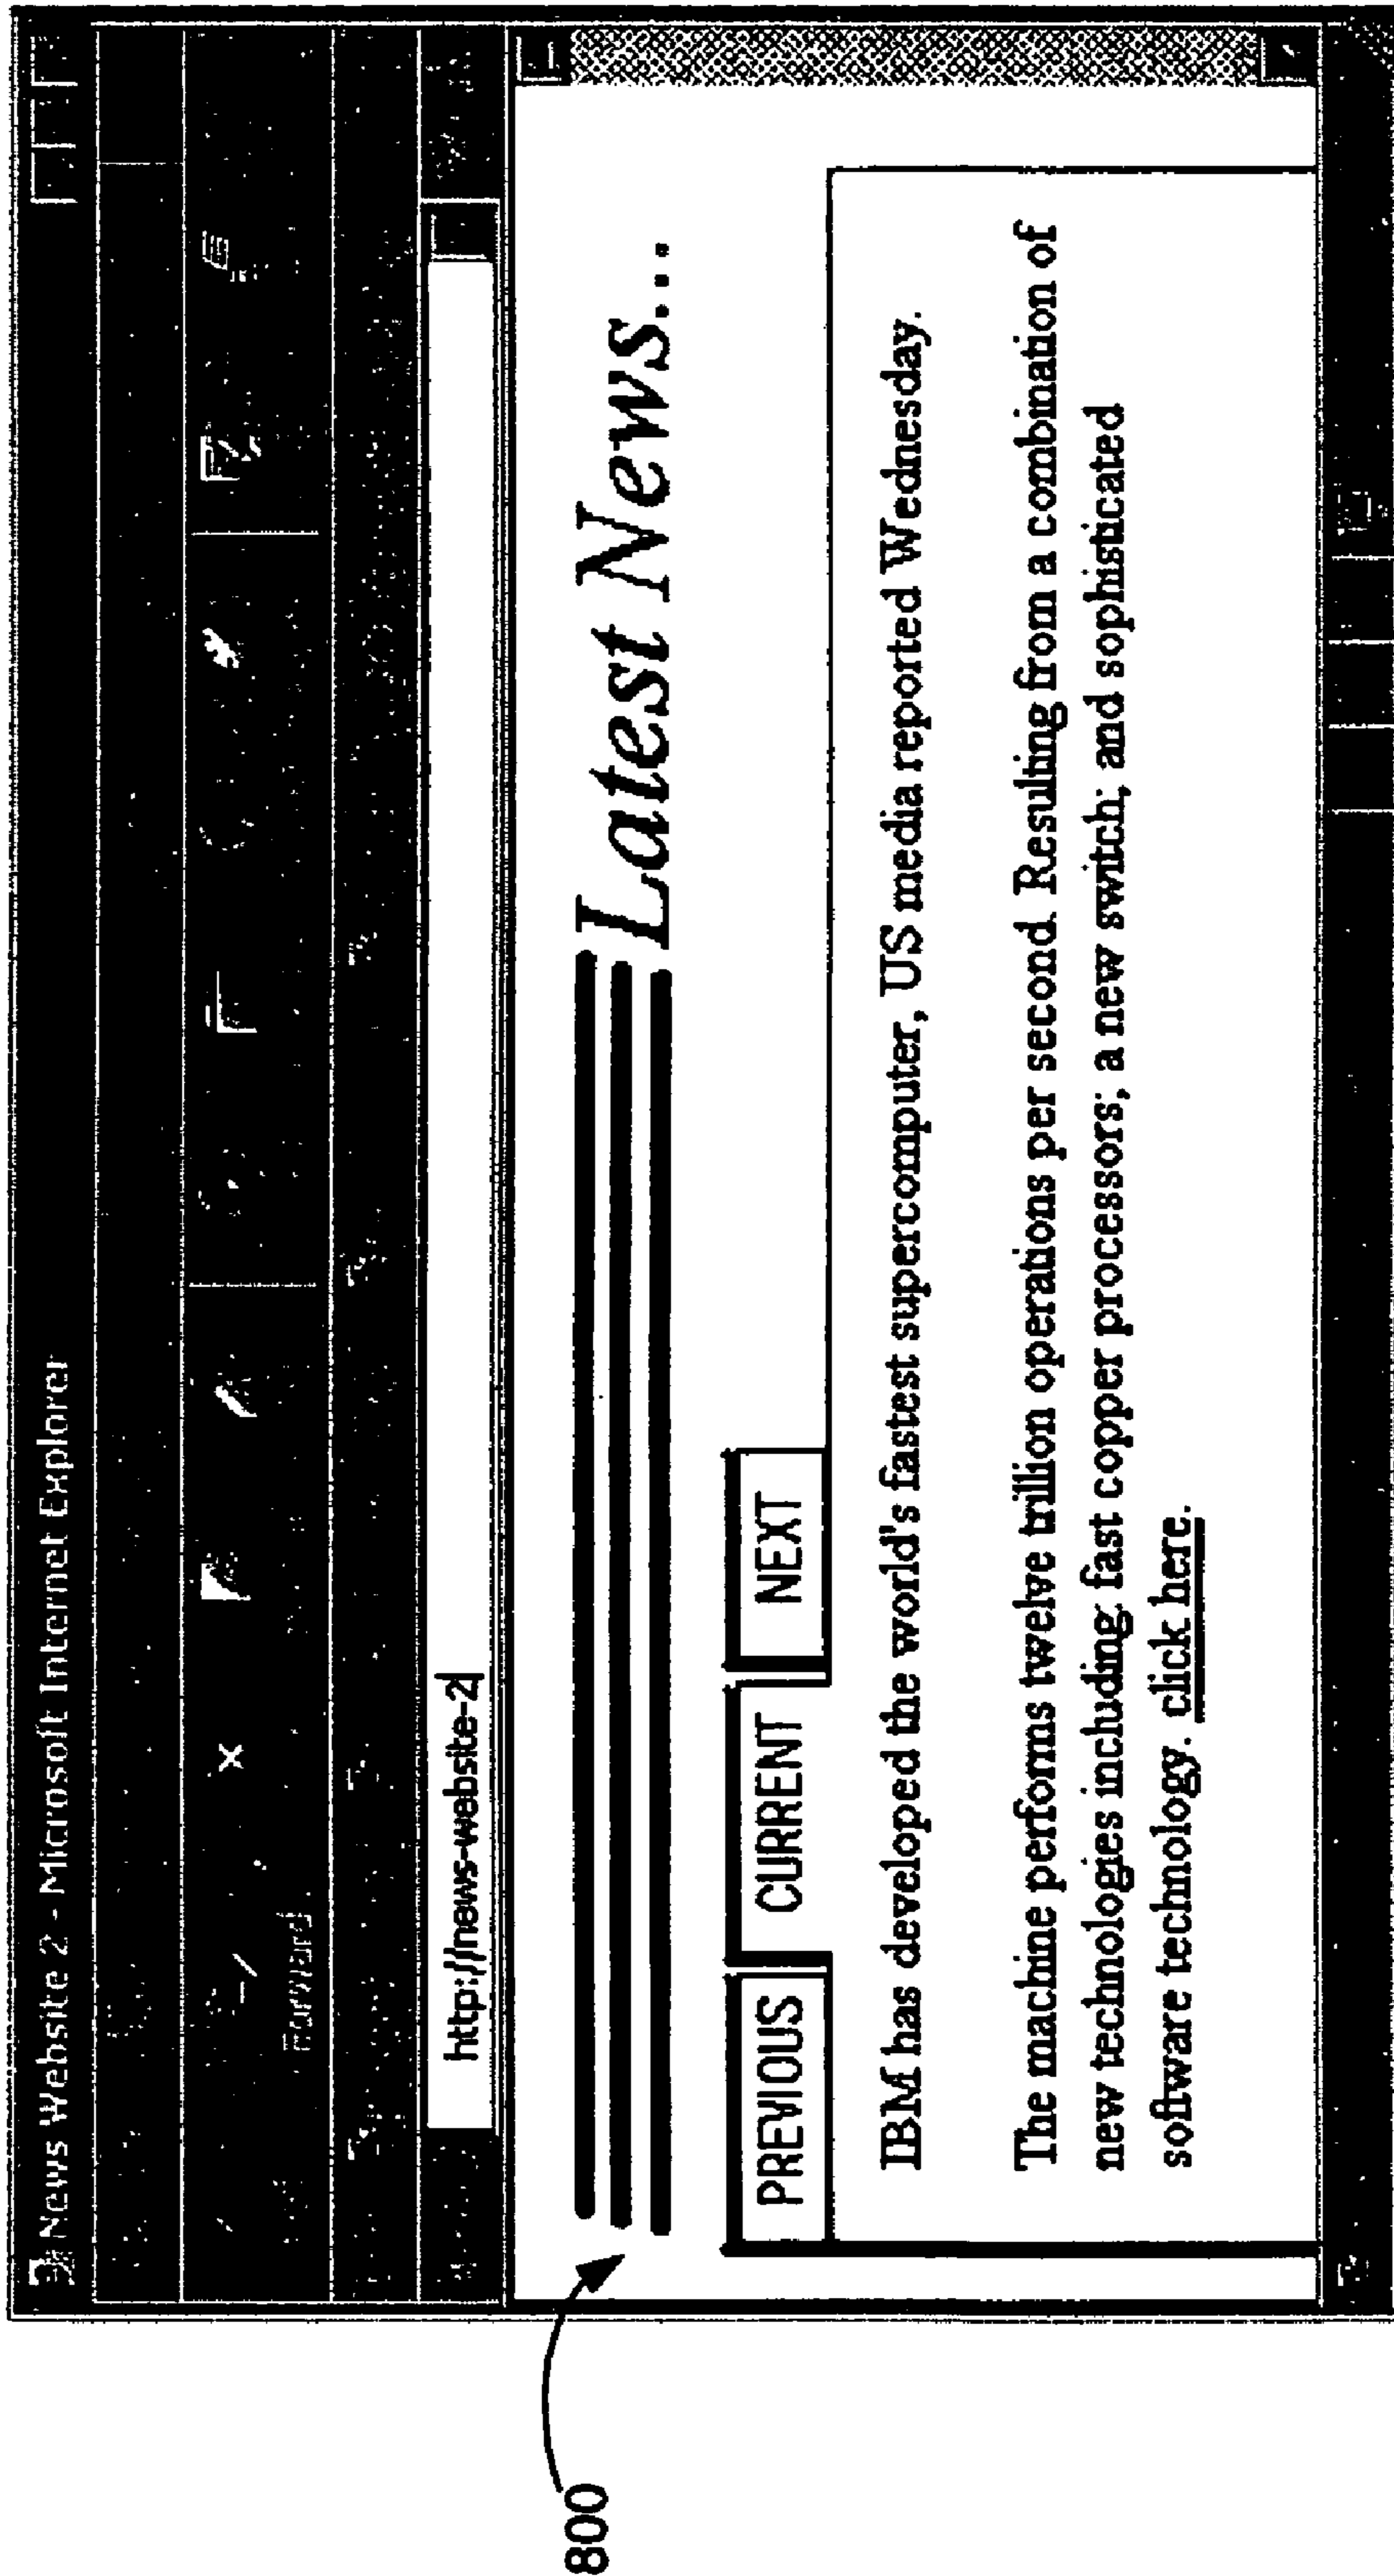 News Website 2 - Microsoft Internet Explorer
Forward
http://news-website-2
800
Latest News...
PREVIOUS CURRENT NEXT
IBM has developed the world's fastest supercomputer, US media reported Wednesday.
The machine performs twelve trillion operations per second. Resulting from a combination of
new technologies including: fast copper processors; a new switch; and sophisticated
software technology. click here.